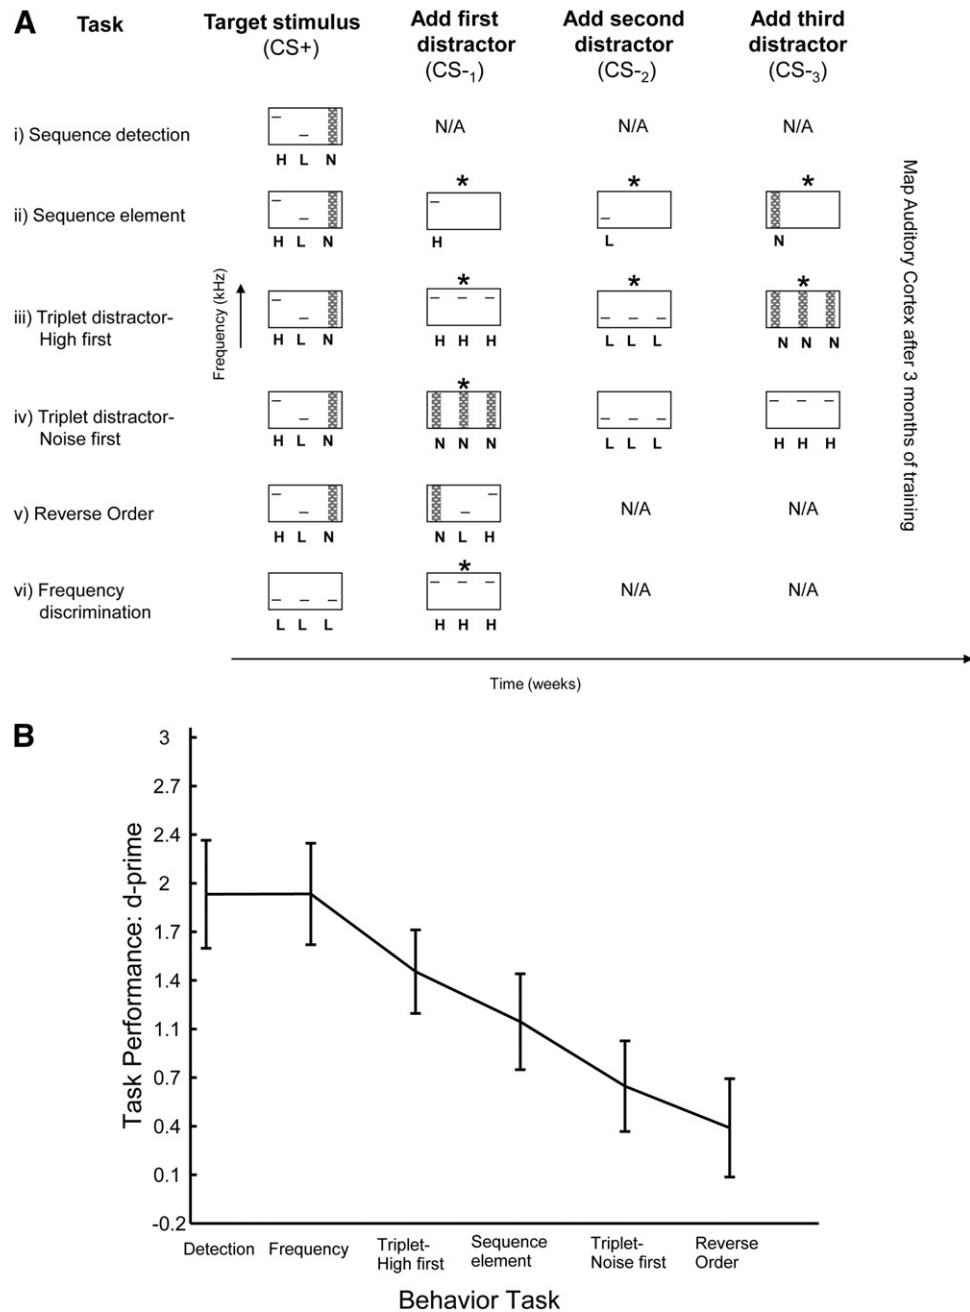 A
Task
Target stimulus
(CS+)
Add first
distractor
(CS-1)
Add second
distractor
(CS-2)
Add third
distractor
(CS-3)
i) Sequence detection
H L N
N/A
N/A
N/A
ii) Sequence element
H L N
*
H
*
L
*
N
iii) Triplet distractor-
High first
H L N
*
H H H
*
L L L
*
N N N
iv) Triplet distractor-
Noise first
H L N
*
N N N
L L L
H H H
v) Reverse Order
H L N
N L H
N/A
N/A
vi) Frequency
discrimination
L L L
*
H H H
N/A
N/A
Frequency (kHz)
Map Auditory Cortex after 3 months of training
Time (weeks)
B
Task Performance: d-prime
3
2.7
2.4
2
1.7
1.4
1.1
0.7
0.4
0.1
-0.2
Detection
Frequency
Triplet-
High first
Sequence
element
Triplet-
Noise first
Reverse
Order
Behavior Task